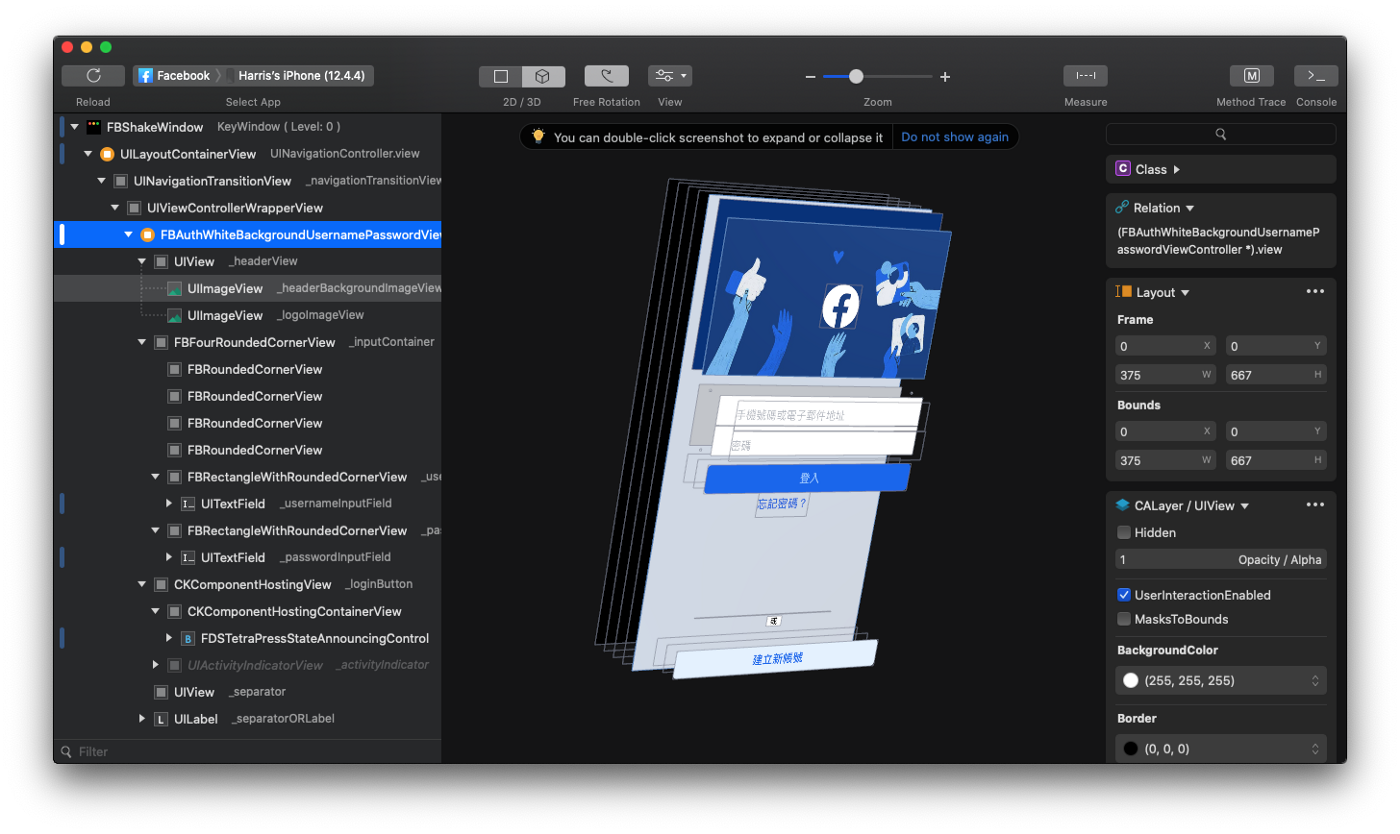 Facebook
Harris's iPhone (12.4.4)
Reload
Select App
2D / 3D
Free Rotation
View
Zoom
Measure
M
Method Trace
Console
FBShakeWindow KeyWindow ( Level: 0 )
UILayoutContainerView UINavigationController.view
UINavigationTransitionView _navigationTransitionView
UIViewControllerWrapperView
FBAuthWhiteBackgroundUsernamePasswordView
UIView _headerView
UIImageView _headerBackgroundImageView
UIImageView _logoImageView
FBFourRoundedCornerView _inputContainer
FBRoundedCornerView
FBRoundedCornerView
FBRoundedCornerView
FBRoundedCornerView
FBRectangleWithRoundedCornerView _use
UITextField _usernameInputField
FBRectangleWithRoundedCornerView _pas
UITextField _passwordInputField
CKComponentHostingView _loginButton
CKComponentHostingContainerView
B FDSTetraPressStateAnnouncingControl
UIActivityIndicatorView _activityIndicator
UIView _separator
L UILabel _separatorORLabel
Filter
You can double-click screenshot to expand or collapse it Do not show again
手機號碼或電子郵件地址
密碼
登入
忘記密碼？
或
建立新帳號
C Class
Relation
(FBAuthWhiteBackgroundUsernameP
asswordViewController *).view
Layout
Frame
0 X 0 Y
375 W 667 H
Bounds
0 X 0 Y
375 W 667 H
CALayer / UIView
Hidden
1 Opacity / Alpha
UserInteractionEnabled
MasksToBounds
BackgroundColor
(255, 255, 255)
Border
(0, 0, 0)